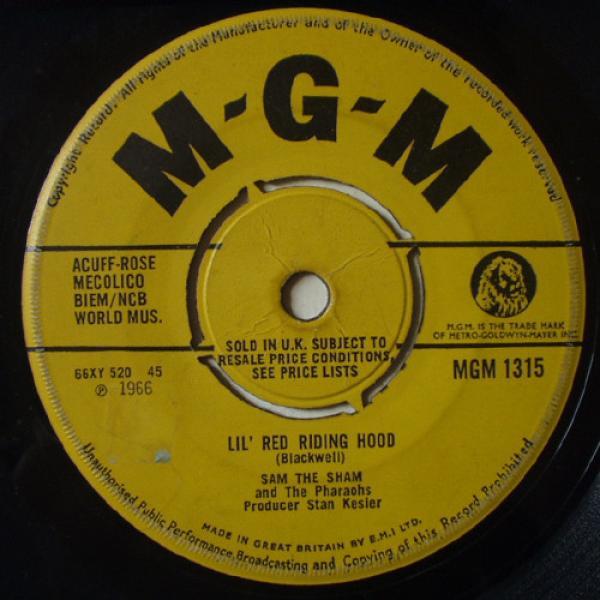 Copyright Record. All rights of the Manufacturer and of the Owner of the recorded work reserved.
M-G-M
ACUFF-ROSE
MECOLICO
BIEM/NCB
WORLD MUS.
66XY 520 45
℗ 1966
SOLD IN U.K. SUBJECT TO
RESALE PRICE CONDITIONS,
SEE PRICE LISTS
M.G.M. IS THE TRADE MARK
OF METRO-GOLDWYN-MAYER INC.
MGM 1315
LIL' RED RIDING HOOD
(Blackwell)
SAM THE SHAM
and The Pharaohs
Producer Stan Kesler
MADE IN GREAT BRITAIN BY E.M.I LTD.
Unauthorised Public Performance Broadcasting and Copying of this Record Prohibited